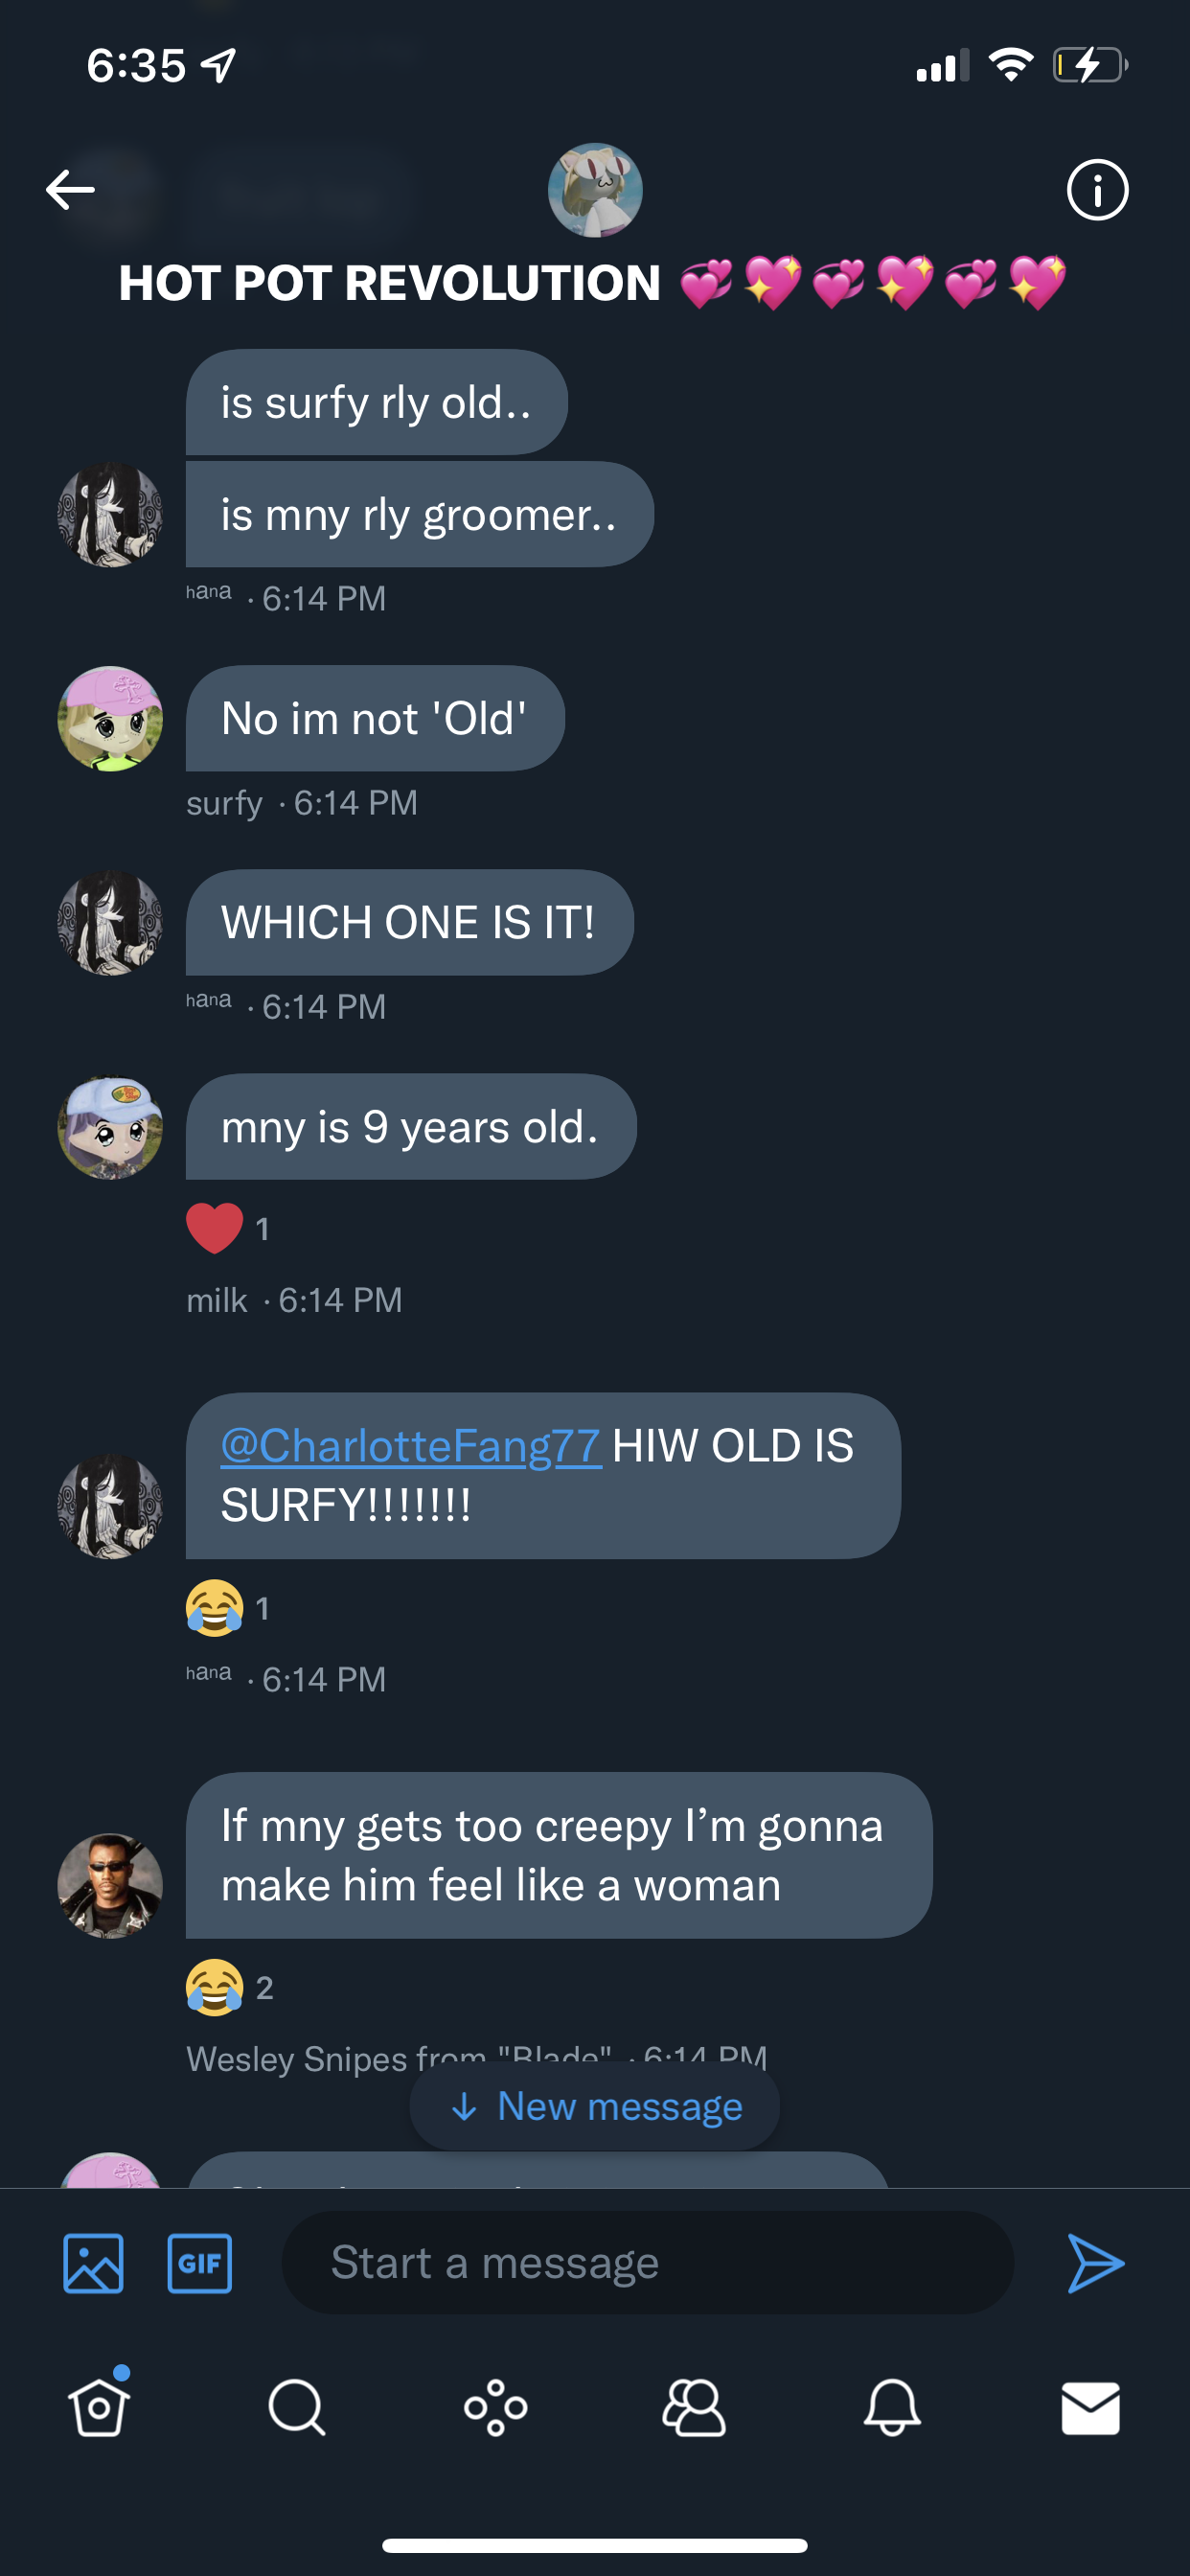 6:35
HOT POT REVOLUTION 💞💖💞💖💞💖
is surfy rly old..
is mny rly groomer..
ʰᵃⁿᵃ · 6:14 PM
No im not 'Old'
surfy · 6:14 PM
WHICH ONE IS IT!
ʰᵃⁿᵃ · 6:14 PM
mny is 9 years old.
❤️ 1
milk · 6:14 PM
@CharlotteFang77 HIW OLD IS
SURFY!!!!!!!
😂 1
ʰᵃⁿᵃ · 6:14 PM
If mny gets too creepy I’m gonna
make him feel like a woman
😂 2
Wesley Snipes from "Blade" · 6:14 PM
↓ New message
GIF
Start a message